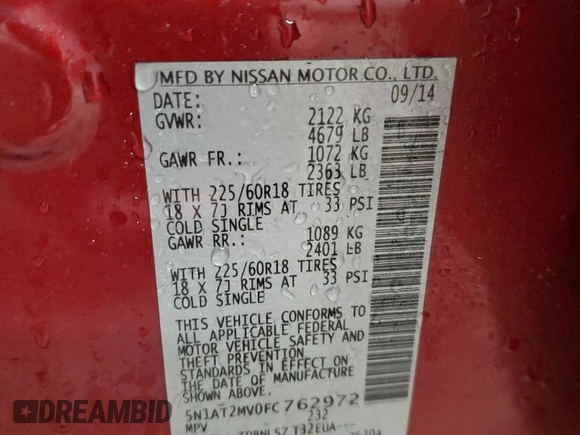 MFD BY NISSAN MOTOR CO., LTD.
DATE: 09/14
GVWR: 2122 KG
4679 LB
GAWR FR.: 1072 KG
2363 LB
WITH 225/60R18 TIRES
18 X 7J RIMS AT 33 PSI
COLD SINGLE
GAWR RR.: 1089 KG
2401 LB
WITH 225/60R18 TIRES
18 X 7J RIMS AT 33 PSI
COLD SINGLE
THIS VEHICLE CONFORMS TO
ALL APPLICABLE FEDERAL
MOTOR VEHICLE SAFETY AND
THEFT PREVENTION
STANDARDS IN EFFECT ON
THE DATE OF MANUFACTURE
SHOWN ABOVE.
5N1AT2MV0FC762972
MPV 232
T32EUA---
EPICBID
AUCTION HISTORY